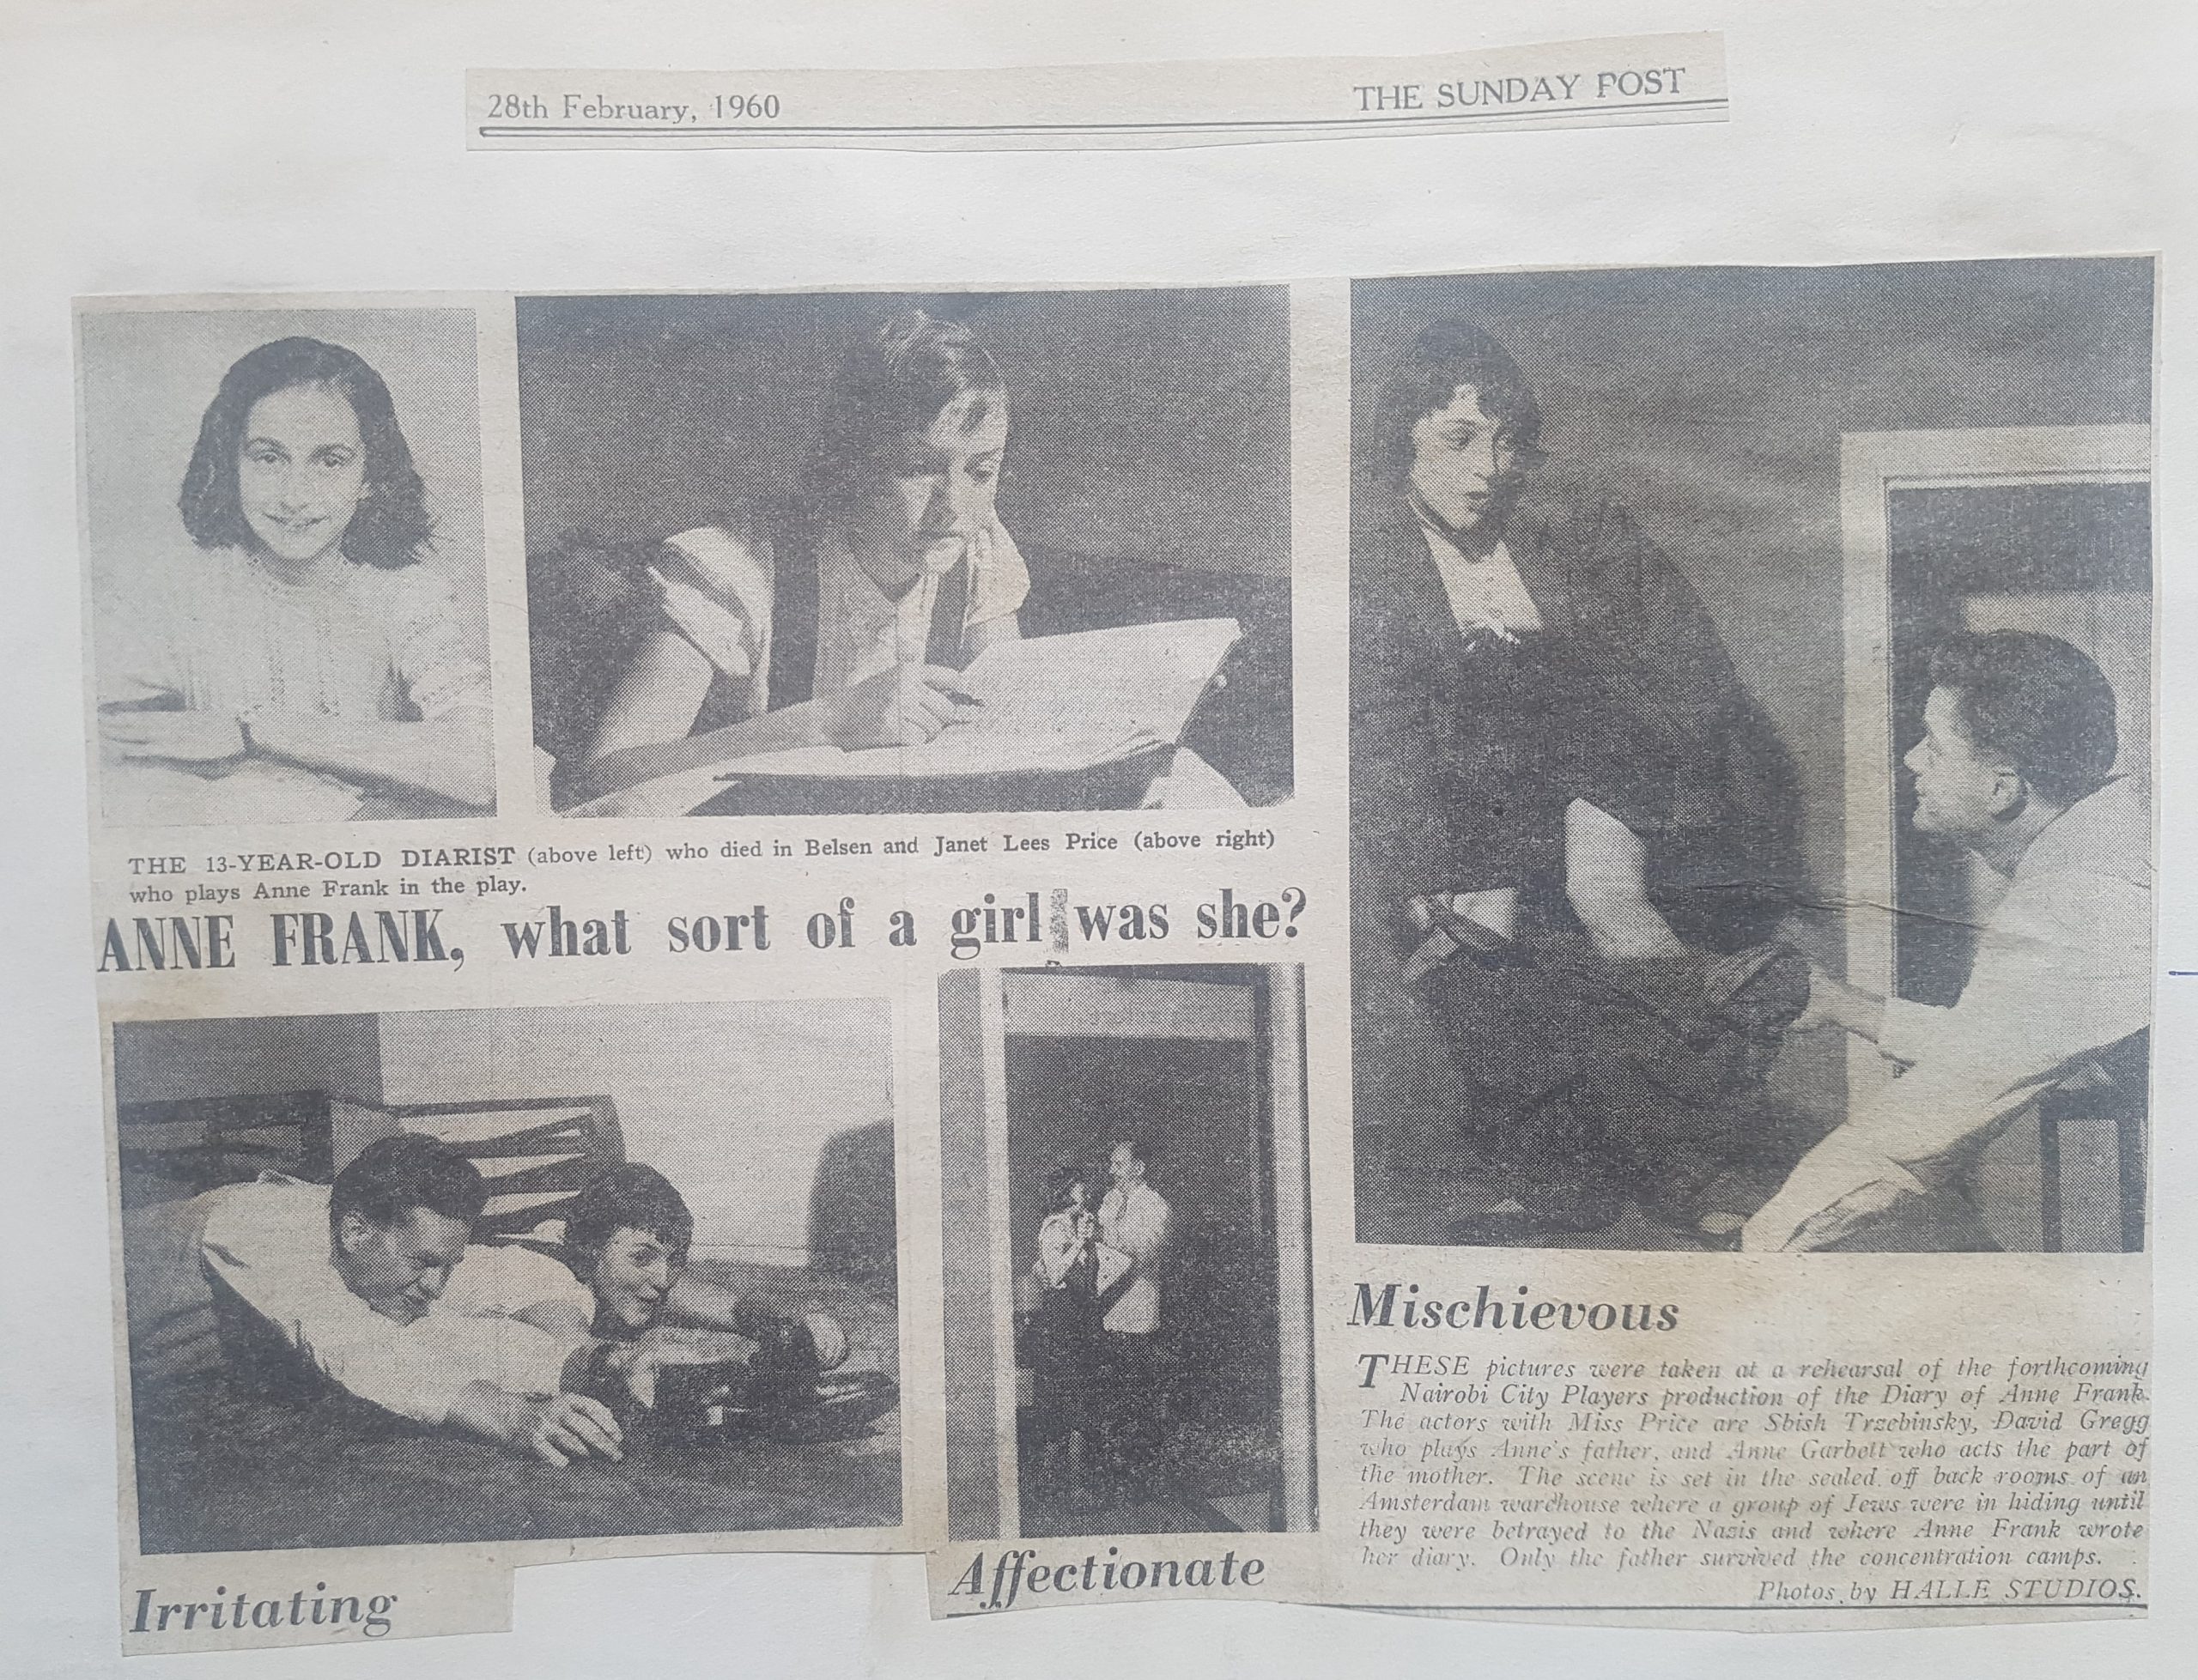 28th February, 1960
THE SUNDAY POST
THE 13-YEAR-OLD DIARIST (above left) who died in Belsen and Janet Lees Price (above right)
who plays Anne Frank in the play.
ANNE FRANK, what sort of a girl was she?
Irritating
Affectionate
Mischievous
THESE pictures were taken at a rehearsal of the forthcoming
Nairobi City Players production of the Diary of Anne Frank.
The actors with Miss Price are Sbish Trzebinsky, David Gregg
who plays Anne's father, and Anne Garbett who acts the part of
the mother. The scene is set in the sealed off back rooms of an
Amsterdam warehouse where a group of Jews were in hiding until
they were betrayed to the Nazis and where Anne Frank wrote
her diary. Only the father survived the concentration camps.
Photos by HALLE STUDIOS.